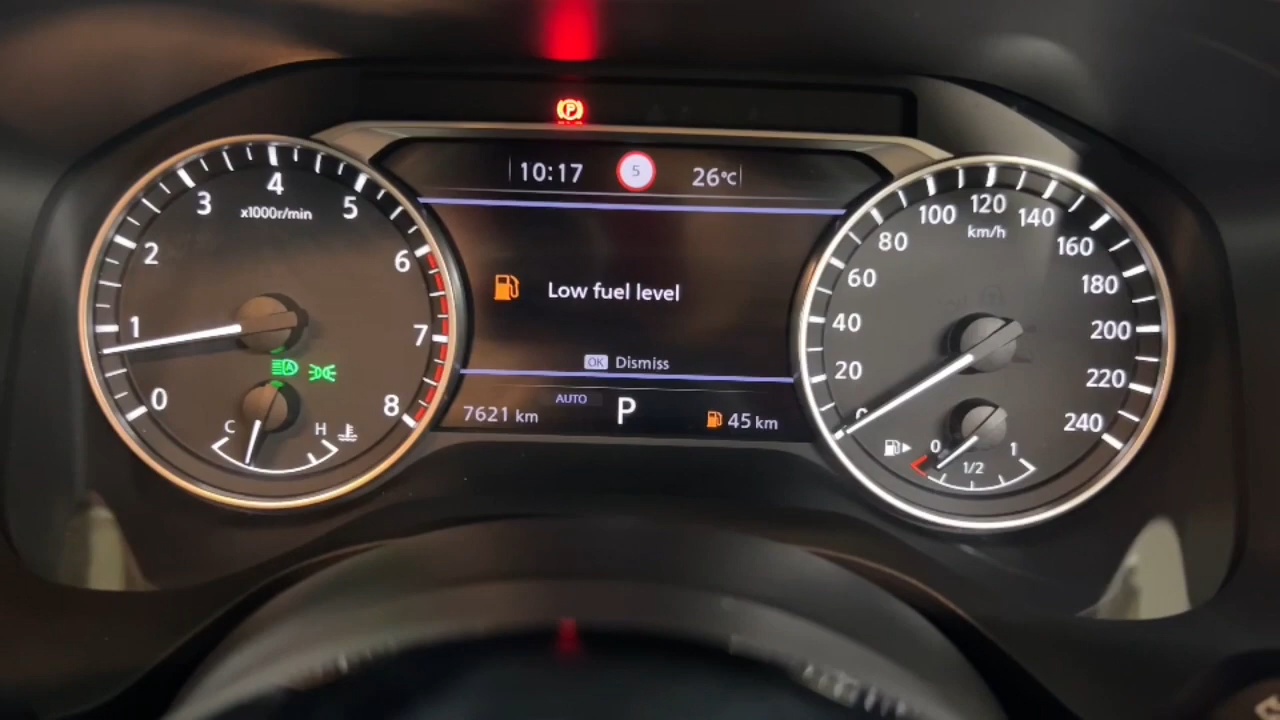 P
10:17 5 26°C
4
3
x1000r/min
5
2
6
1
7
0
8
A
C H
Low fuel level
OK Dismiss
AUTO
7621 km P 45 km
120
100 140
km/h
80 160
60 180
40 200
20 220
0 240
0 1
1/2